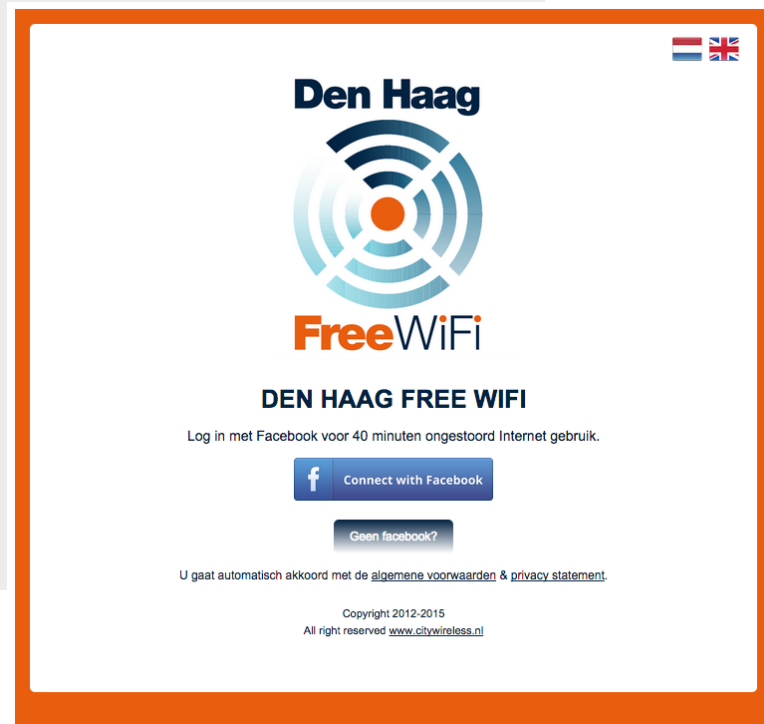 Den Haag
FreeWiFi
DEN HAAG FREE WIFI
Log in met Facebook voor 40 minuten ongestoord Internet gebruik.
f Connect with Facebook
Geen facebook?
U gaat automatisch akkoord met de algemene voorwaarden & privacy statement.
Copyright 2012-2015
All right reserved www.citywireless.nl